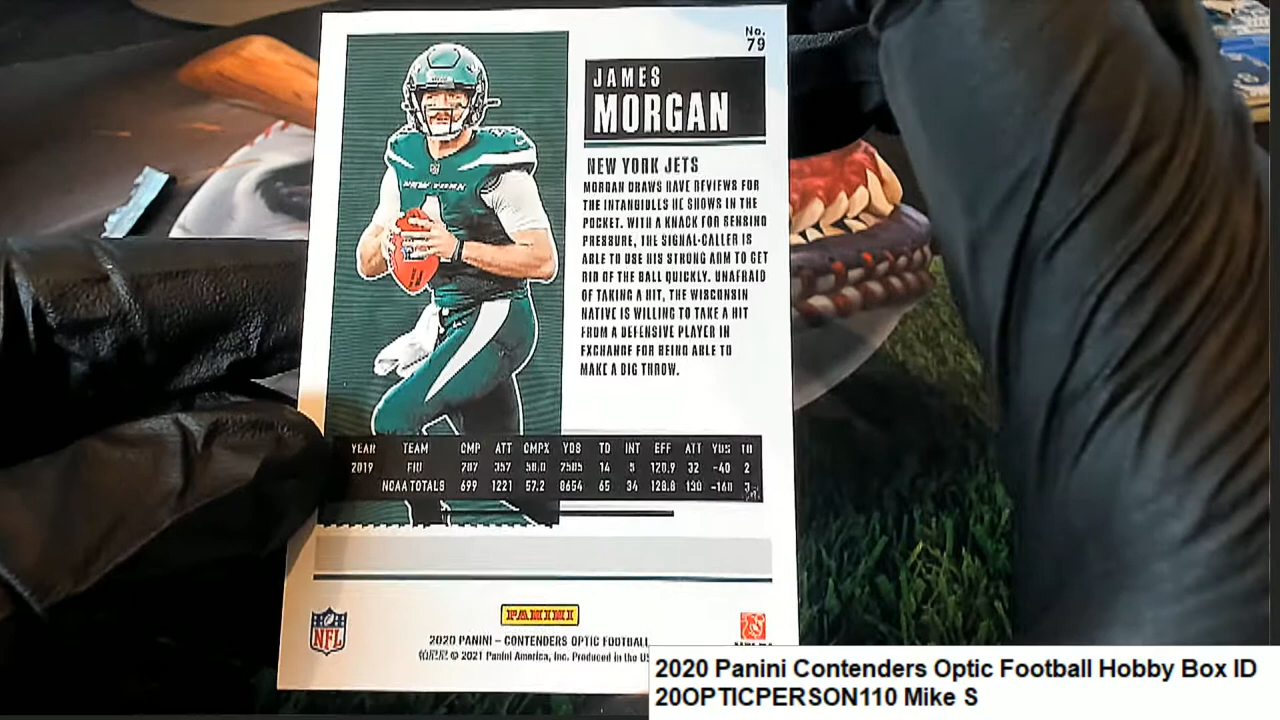 No.
79
JAMES
MORGAN
NEW YORK JETS
MORGAN DRAWS RAVE REVIEWS FOR
THE INTANGIBLES HE SHOWS IN THE
POCKET. WITH A KNACK FOR SENSING
PRESSURE, THE SIGNAL-CALLER IS
ABLE TO USE HIS STRONG ARM TO GET
RID OF THE BALL QUICKLY. UNAFRAID
OF TAKING A HIT, THE WISCONSIN
NATIVE IS WILLING TO TAKE A HIT
FROM A DEFENSIVE PLAYER IN
EXCHANGE FOR BEING ABLE TO
MAKE A BIG THROW.
NEW YORK
YEAR TEAM CMP ATT CMP% YDS TD INT EFF ATT YDS TD
2019 FIU 207 357 58.0 2585 14 5 120.9 32 -40 2
NCAA TOTALS 699 1221 57.2 8654 65 34 128.8 130 -160 3
NFL
PANINI
2020 PANINI – CONTENDERS OPTIC FOOTBALL
© 2021 Panini America, Inc. Produced in the
2020 Panini Contenders Optic Football Hobby Box ID
20OPTICPERSON110 Mike S